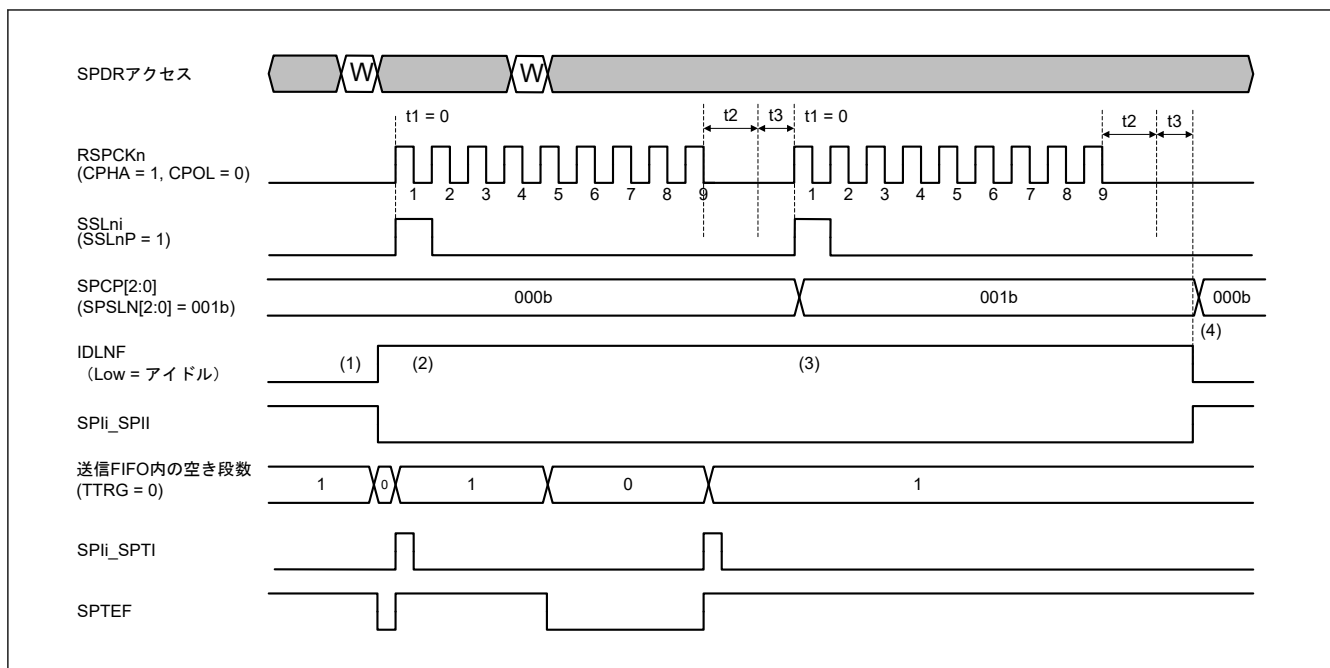 SPDRアクセス
W
W
t1 = 0
t2
t3
t1 = 0
t2
t3
RSPCKn
(CPHA = 1, CPOL = 0)
1 2 3 4 5 6 7 8 9
1 2 3 4 5 6 7 8 9
SSLni
(SSLnP = 1)
SPCP[2:0]
(SPSLN[2:0] = 001b)
000b
001b
000b
(4)
IDLNF
（Low = アイドル）
(1)
(2)
(3)
SPIi_SPII
送信FIFO内の空き段数
(TTRG = 0)
1
0
1
0
1
SPIi_SPTI
SPTEF